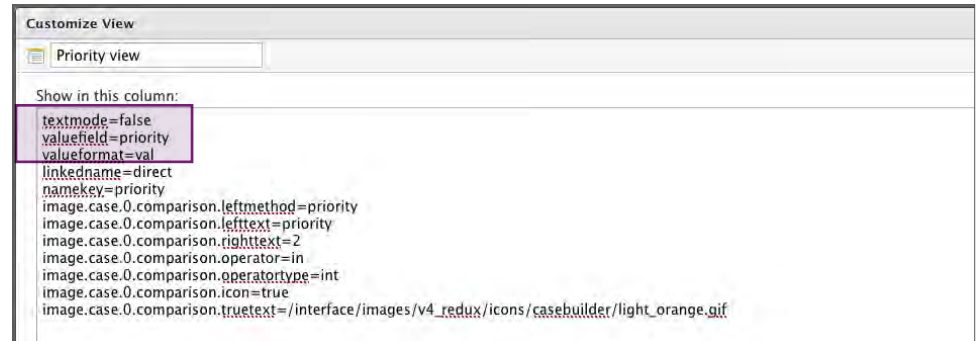 Customize View
Priority view
Show in this column:
textmode=false
valuefield=priority
valueformat=val
linkedname=direct
namekey=priority
image.case.0.comparison.leftmethod=priority
image.case.0.comparison.lefttext=priority
image.case.0.comparison.righttext=2
image.case.0.comparison.operator=in
image.case.0.comparison.operatortype=int
image.case.0.comparison.icon=true
image.case.0.comparison.truetext=/interface/images/v4_redux/icons/casebuilder/light_orange.gif